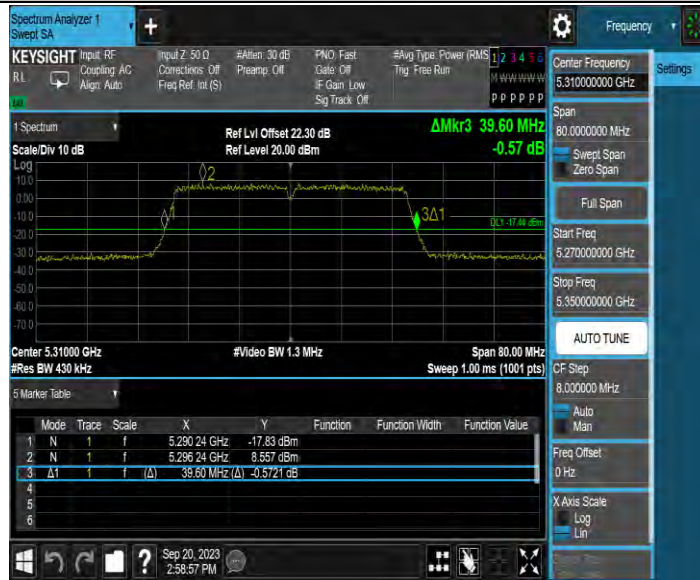 Spectrum Analyzer 1
Swept SA
+
Frequency
KEYSIGHT Input: RF
Coupling: AC
Align: Auto
RL
Input Z: 50 Ω
Corrections: Off
Freq Ref: Int (S)
#Atten: 30 dB
Preamp: Off
PNO: Fast
Gate: Off
IF Gain: Low
Sig Track: Off
#Avg Type: Power (RMS)
Trig: Free Run
1 2 3 4 5 6
M W W W W W
P P P P P P
1 Spectrum
Scale/Div 10 dB
Ref Lvl Offset 22.30 dB
Ref Level 20.00 dBm
ΔMkr3 39.60 MHz
-0.57 dB
Log
10.0
0.00
-10.0
-20.0
-30.0
-40.0
-50.0
-60.0
-70.0
2
3Δ1
DL1 -17.44 dBm
Center 5.31000 GHz
#Res BW 430 kHz
#Video BW 1.3 MHz
Span 80.00 MHz
Sweep 1.00 ms (1001 pts)
5 Marker Table
Mode Trace Scale X Y Function Function Width Function Value
1 N 1 f 5.290 24 GHz -17.83 dBm
2 N 1 f 5.296 24 GHz 8.557 dBm
3 Δ1 1 f (Δ) 39.60 MHz (Δ) -0.5721 dB
4
5
6
Sep 20, 2023
2:58:57 PM
Center Frequency
5.310000000 GHz
Settings
Span
80.0000000 MHz
Swept Span
Zero Span
Full Span
Start Freq
5.270000000 GHz
Stop Freq
5.350000000 GHz
AUTO TUNE
CF Step
8.000000 MHz
Auto
Man
Freq Offset
0 Hz
X Axis Scale
Log
Lin